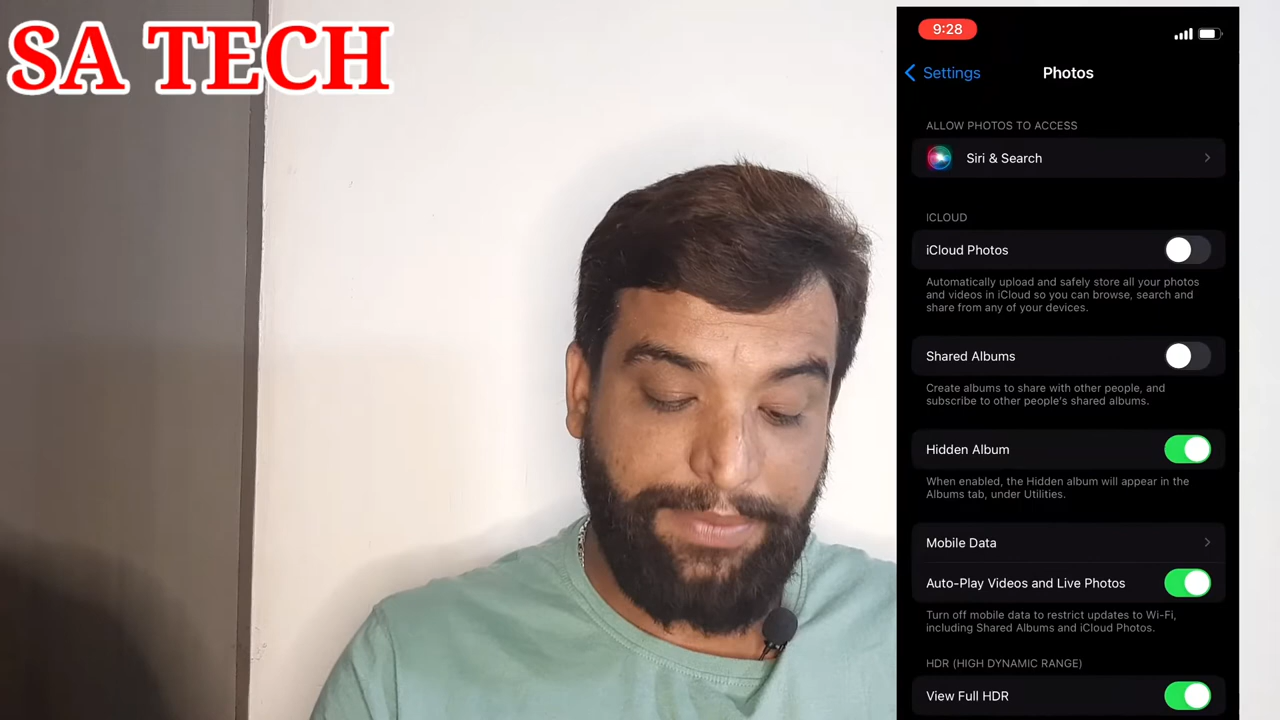 SA TECH
9:28
Settings
Photos
ALLOW PHOTOS TO ACCESS
Siri & Search
ICLOUD
iCloud Photos
Automatically upload and safely store all your photos
and videos in iCloud so you can browse, search and
share from any of your devices.
Shared Albums
Create albums to share with other people, and
subscribe to other people's shared albums.
Hidden Album
When enabled, the Hidden album will appear in the
Albums tab, under Utilities.
Mobile Data
Auto-Play Videos and Live Photos
Turn off mobile data to restrict updates to Wi-Fi,
including Shared Albums and iCloud Photos.
HDR (HIGH DYNAMIC RANGE)
View Full HDR